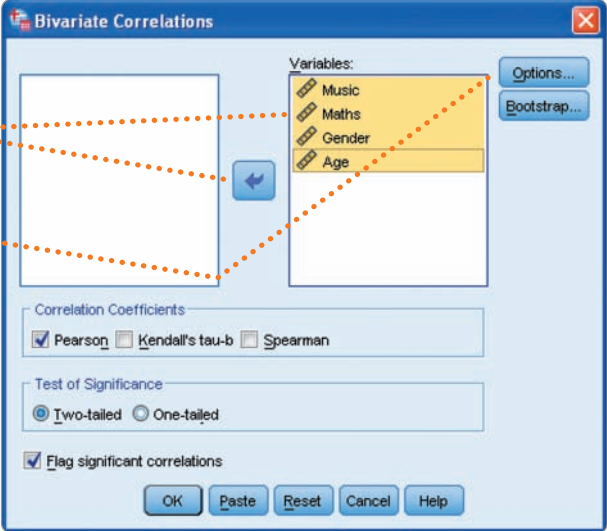 Bivariate Correlations
Variables:
Options...
Music
Maths
Bootstrap...
Gender
Age
Correlation Coefficients
Pearson Kendall's tau-b Spearman
Test of Significance
Two-tailed One-tailed
Flag significant correlations
OK Paste Reset Cancel Help